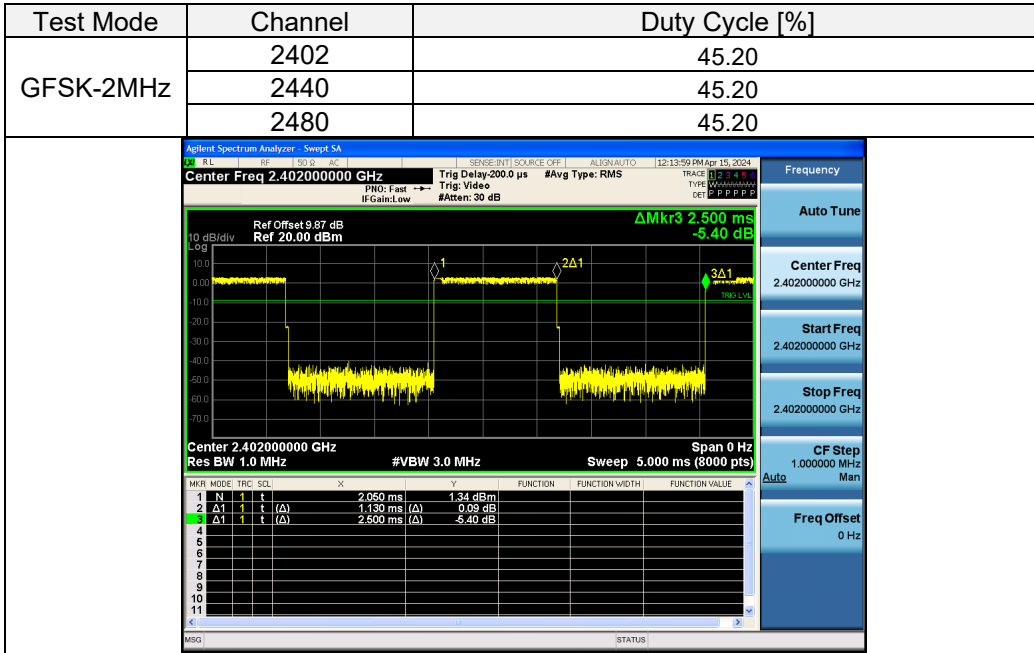 Test Mode Channel Duty Cycle [%]
GFSK-2MHz
2402 45.20
2440 45.20
2480 45.20
Agilent Spectrum Analyzer - Swept SA
LXI RL RF 50 Ω AC SENSE:INT SOURCE OFF ALIGN AUTO 12:13:59 PM Apr 15, 2024
Center Freq 2.402000000 GHz
PNO: Fast
IFGain:Low
Trig Delay-200.0 µs #Avg Type: RMS
Trig: Video
#Atten: 30 dB
TRACE 1 2 3 4 5 6
TYPE
DET P P P P P P
Ref Offset 9.87 dB
Ref 20.00 dBm
10 dB/div
Log
ΔMkr3 2.500 ms
-5.40 dB
10.0
0.00
-10.0
-20.0
-30.0
-40.0
-50.0
-60.0
-70.0
1
2Δ1
3Δ1
TRIG LVL
Center 2.402000000 GHz Span 0 Hz
Res BW 1.0 MHz #VBW 3.0 MHz Sweep 5.000 ms (8000 pts)
MKR MODE TRC SCL X Y FUNCTION FUNCTION WIDTH FUNCTION VALUE
1 N 1 t 2.050 ms 1.34 dBm
2 Δ1 1 t (Δ) 1.130 ms (Δ) 0.09 dB
3 Δ1 1 t (Δ) 2.500 ms (Δ) -5.40 dB
4
5
6
7
8
9
10
11
MSG STATUS
Frequency
Auto Tune
Center Freq
2.402000000 GHz
Start Freq
2.402000000 GHz
Stop Freq
2.402000000 GHz
CF Step
1.000000 MHz
Auto Man
Freq Offset
0 Hz